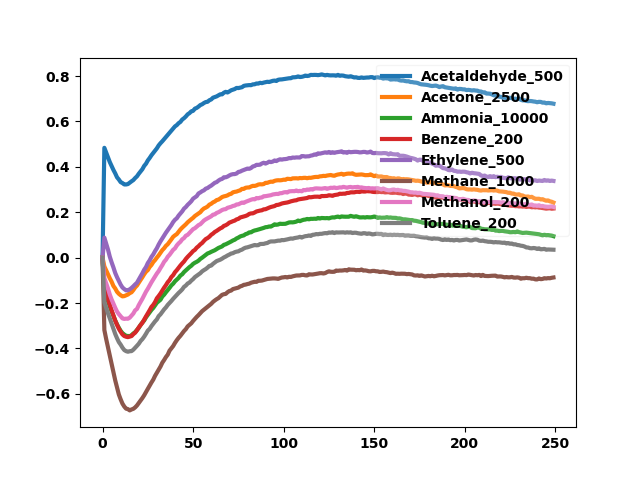 0.8
0.6
0.4
0.2
0.0
−0.2
−0.4
−0.6
0
50
100
150
200
250
Acetaldehyde_500
Acetone_2500
Ammonia_10000
Benzene_200
Ethylene_500
Methane_1000
Methanol_200
Toluene_200